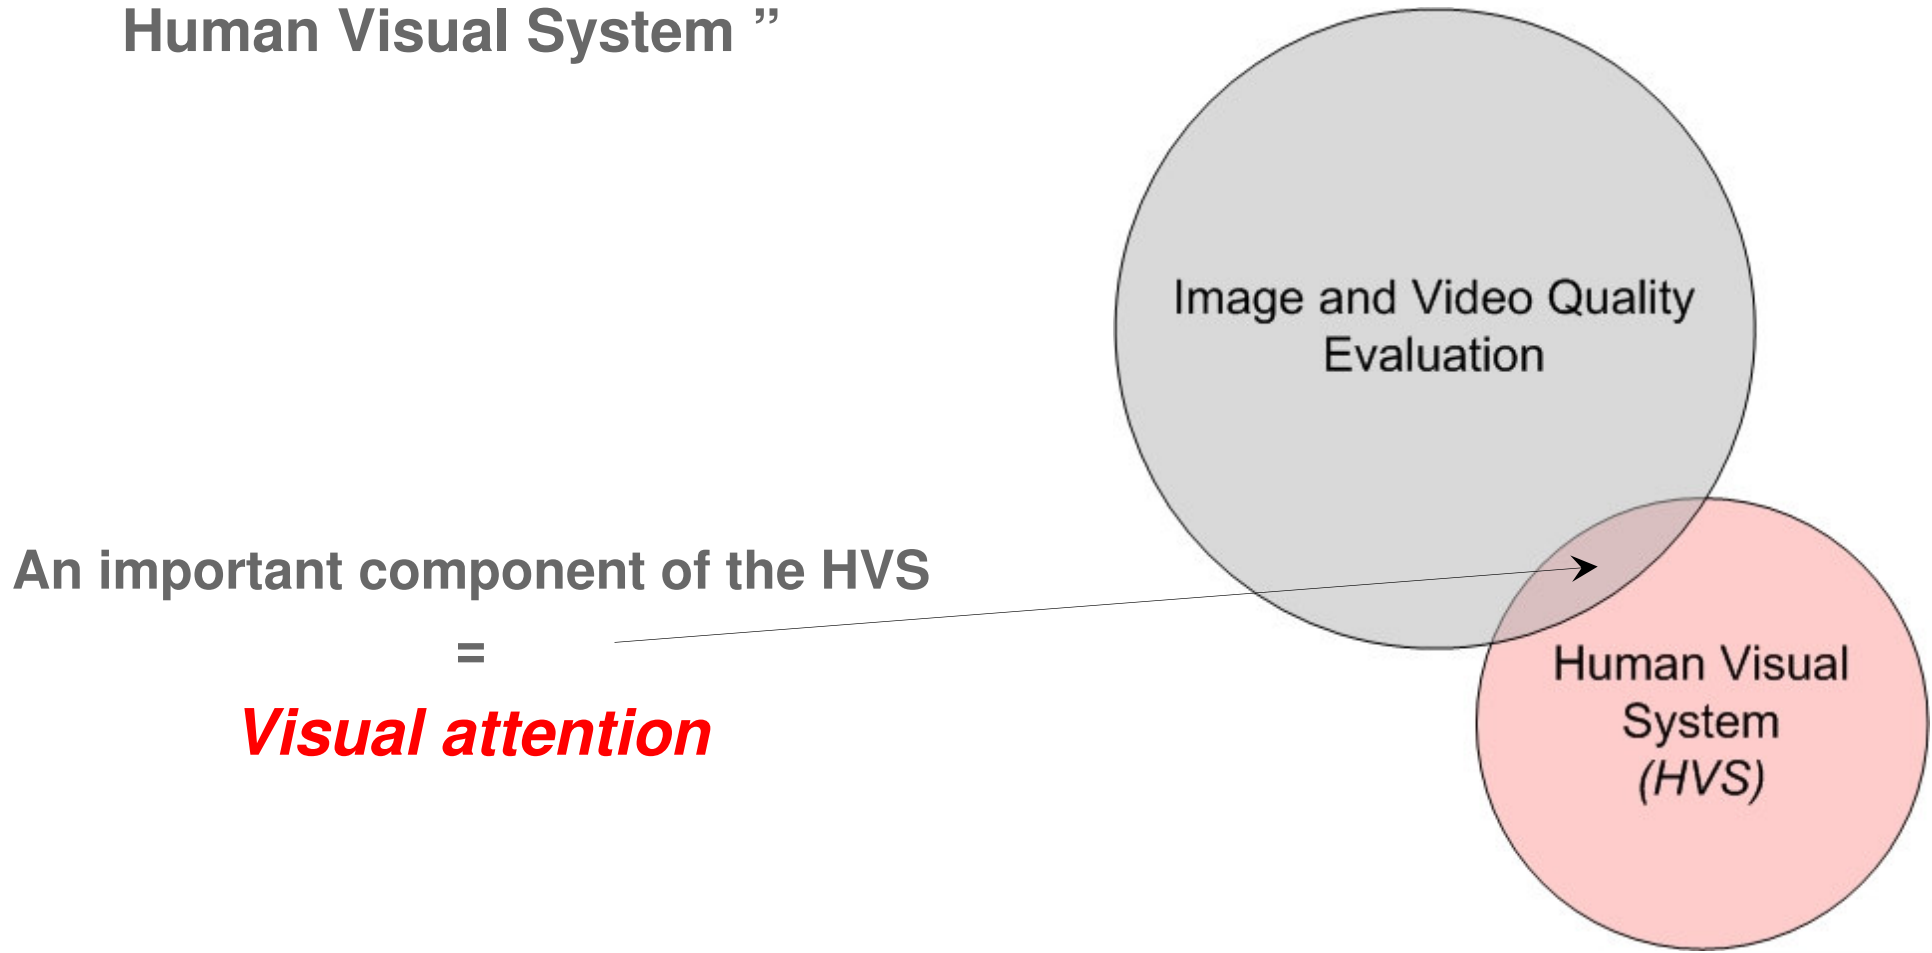 Human Visual System ”
Image and Video Quality
Evaluation
An important component of the HVS
=
Visual attention
Human Visual
System
(HVS)